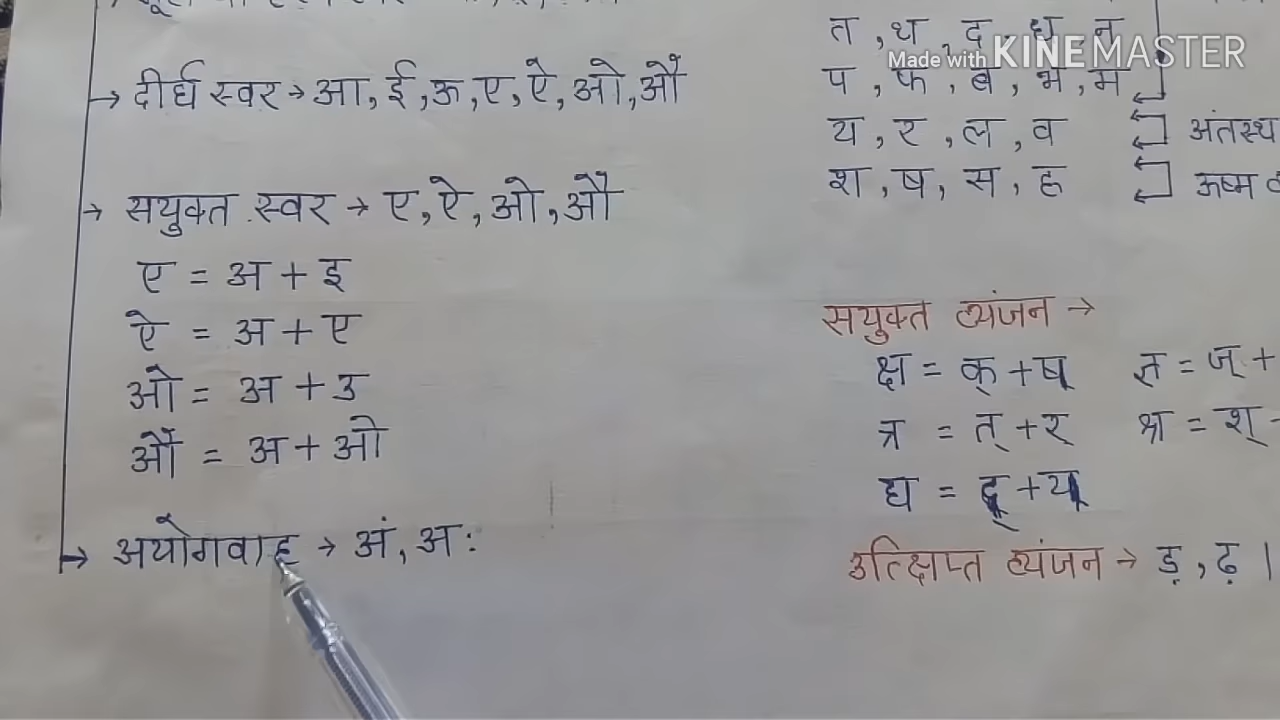 → दीर्घ स्वर → आ, ई, ऊ, ए, ऐ, ओ, औ
→ सयुक्त स्वर → ए, ऐ, ओ, औ
ए = अ + इ
ऐ = अ + ए
ओ = अ + उ
औ = अ + ओ
→ अयोगवाह → अं, अः
त, थ, द, ध, न
Made with KINEMASTER
प, फ, ब, भ, म
य, र, ल, व अंतस्थ
श, ष, स, ह ऊष्म
सयुक्त व्यंजन →
क्ष = क् + ष् ज्ञ = ज् +
त्र = त् + र् श्र = श् +
द्य = द् + य्
उत्क्षिप्त व्यंजन → ड़, ढ़ ।